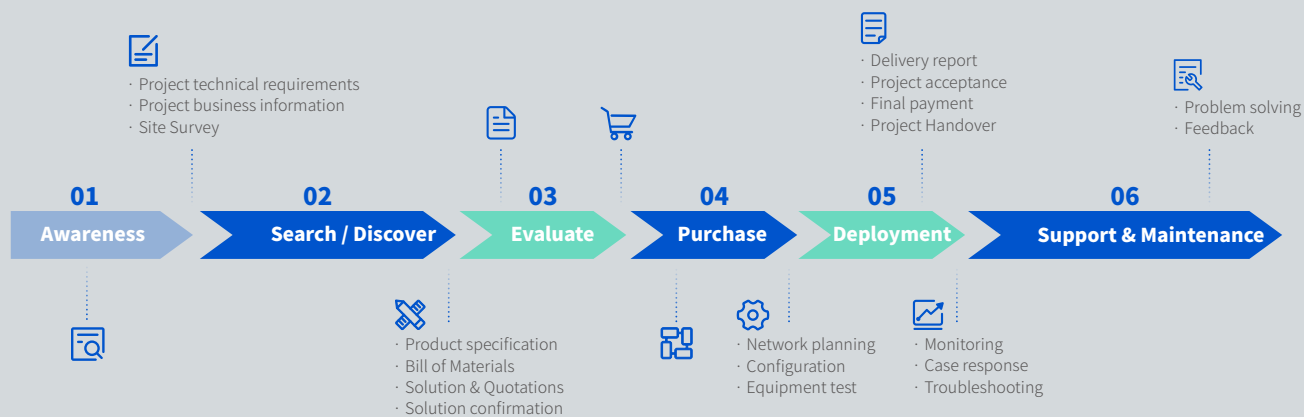 · Project technical requirements
· Project business information
· Site Survey
· Delivery report
· Project acceptance
· Final payment
· Project Handover
· Problem solving
· Feedback
01
02
03
04
05
06
Awareness
Search / Discover
Evaluate
Purchase
Deployment
Support & Maintenance
· Product specification
· Bill of Materials
· Solution & Quotations
· Solution confirmation
· Network planning
· Configuration
· Equipment test
· Monitoring
· Case response
· Troubleshooting